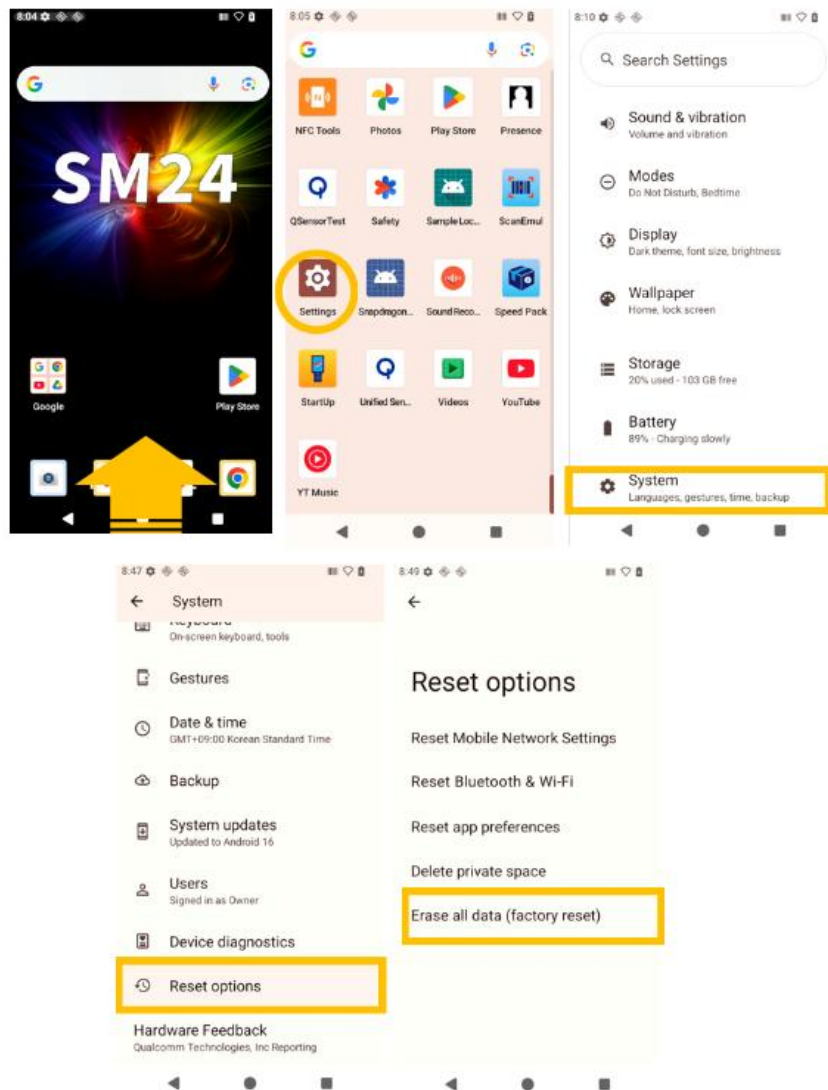 8:04
SM24
Google
Play Store
8:05
NFC Tools
Photos
Play Store
Presence
QSensorTest
Safety
Sample Loc...
ScanEmul
Settings
Snapdragon...
Sound Reco...
Speed Pack
StartUp
Unified Sen...
Videos
YouTube
YT Music
8:10
Search Settings
Sound & vibration
Volume and vibration
Modes
Do Not Disturb, Bedtime
Display
Dark theme, font size, brightness
Wallpaper
Home, lock screen
Storage
20% used - 103 GB free
Battery
89% - Charging slowly
System
Languages, gestures, time, backup
8:47
System
Keyboard
On-screen keyboard, tools
Gestures
Date & time
GMT+09:00 Korean Standard Time
Backup
System updates
Updated to Android 16
Users
Signed in as Owner
Device diagnostics
Reset options
Hardware Feedback
Qualcomm Technologies, Inc Reporting
8:49
Reset options
Reset Mobile Network Settings
Reset Bluetooth & Wi-Fi
Reset app preferences
Delete private space
Erase all data (factory reset)